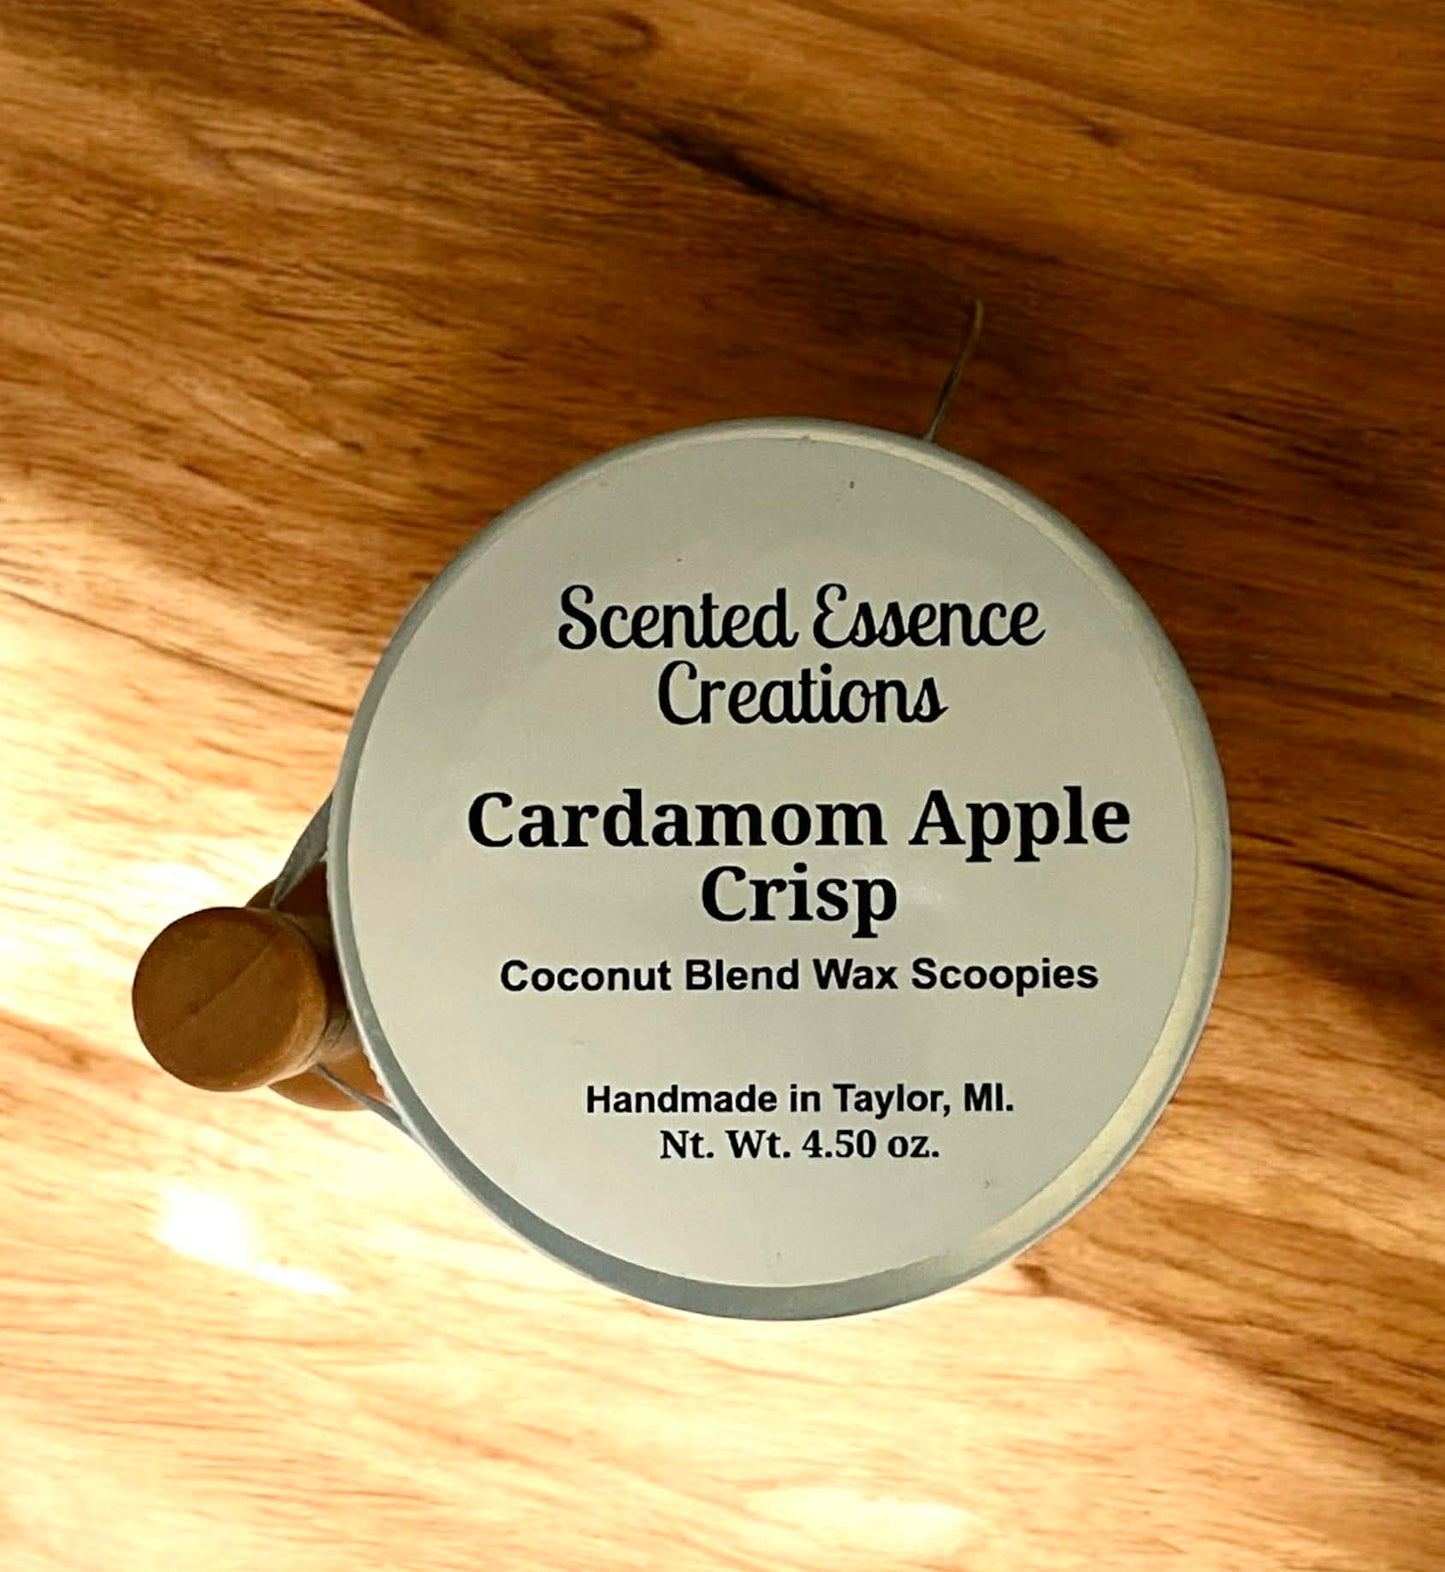 Scented Essence
Creations
Cardamom Apple
Crisp
Coconut Blend Wax Scoopies
Handmade in Taylor, MI.
Nt. Wt. 4.50 oz.